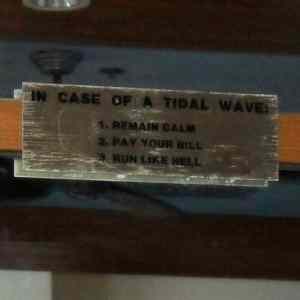 IN CASE OF A TIDAL WAVE:
1. REMAIN CALM
2. PAY YOUR BILL
3. RUN LIKE HELL